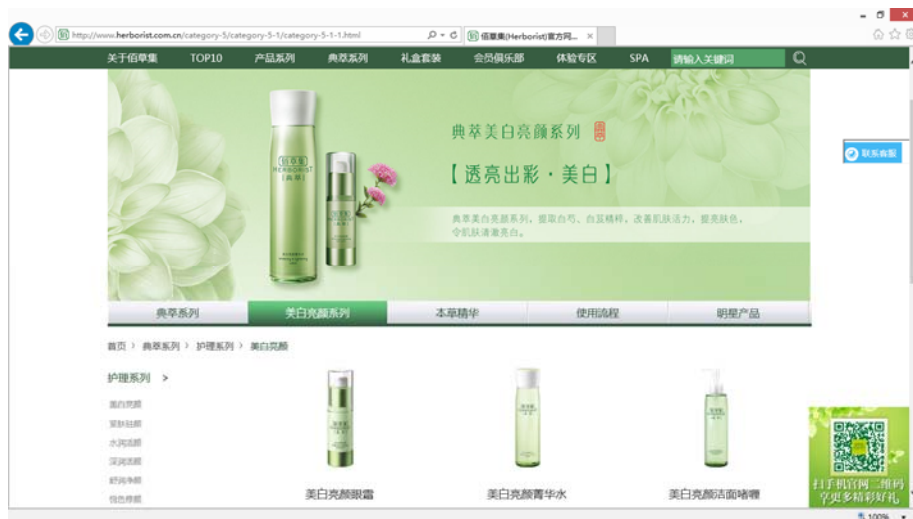 http://www.herborist.com.cn/category-5/category-5-1/category-5-1-1.html
佰草集(Herborist)官方网...
关于佰草集 TOP10 产品系列 典萃系列 礼盒套装 会员俱乐部 体验专区 SPA 请输入关键词
典萃美白亮颜系列
【透亮出彩·美白】
典萃美白亮颜系列,提取白芍、白芨精粹,改善肌肤活力,提亮肤色,
令肌肤清澈亮白。
佰草集
HERBORIST
典萃
联系客服
典萃系列 美白亮颜系列 本草精华 使用流程 明星产品
首页 > 典萃系列 > 护理系列 > 美白亮颜
护理系列 >
美白亮颜
紧肤驻颜
水润活颜
深润活颜
舒润净颜
美白亮颜眼霜 美白亮颜菁华水 美白亮颜洁面啫喱
扫手机官网二维码
享更多精彩好礼
100%